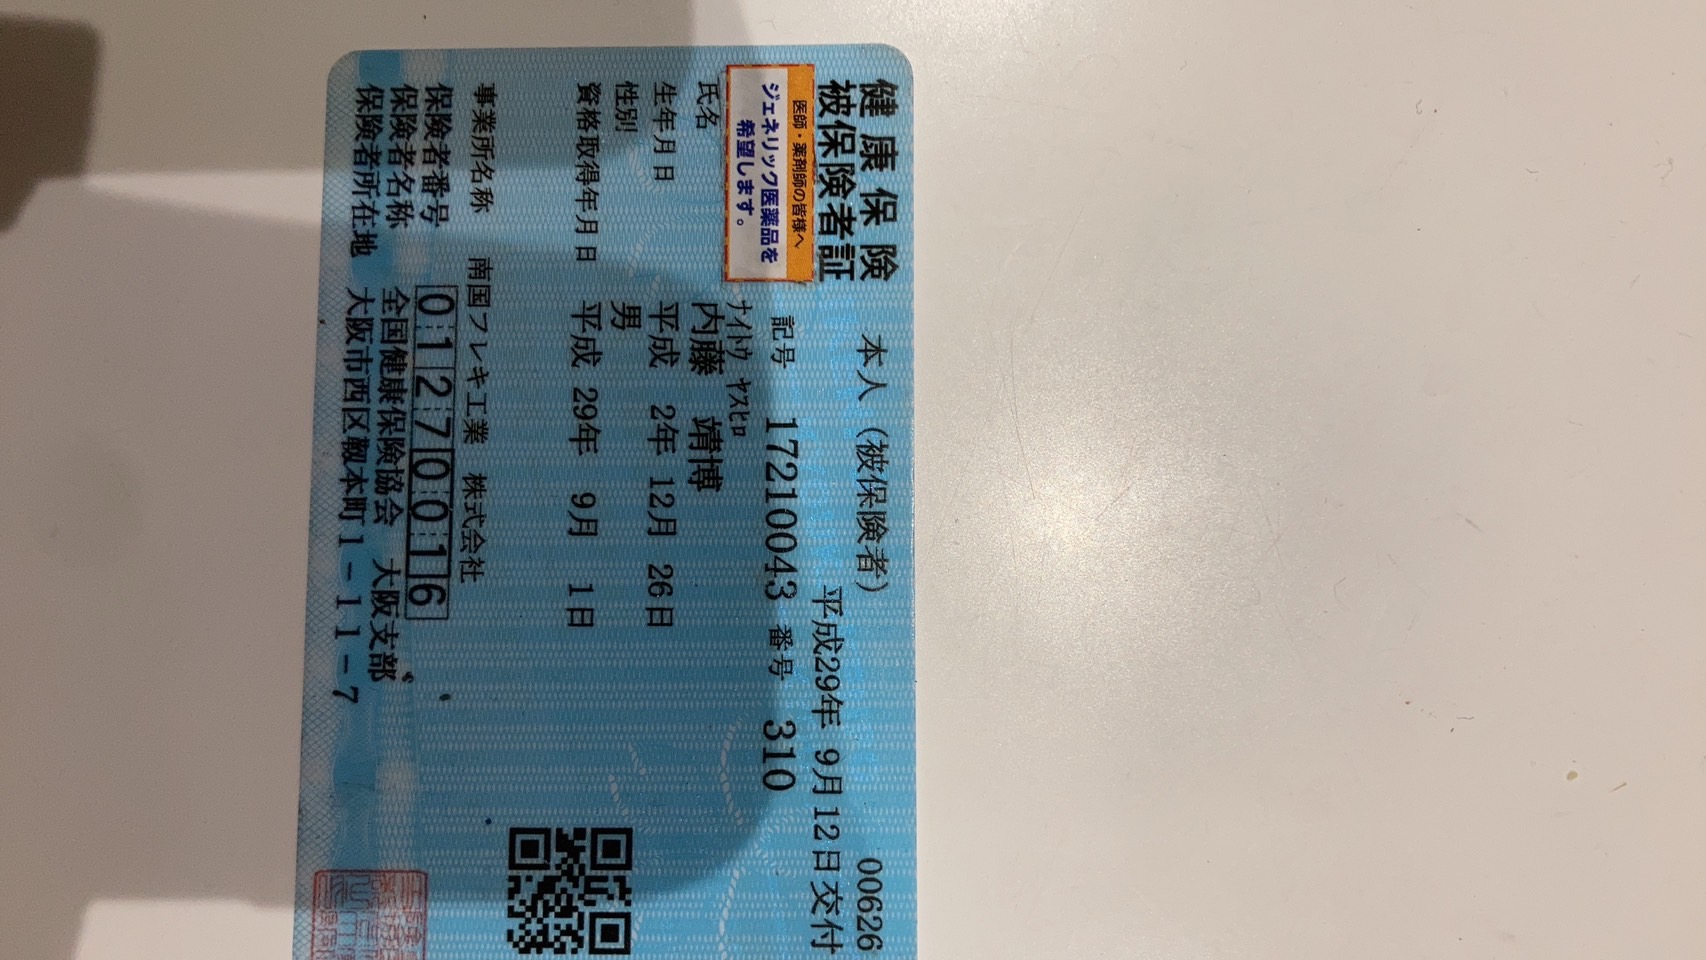 健康保険
被保険者証
本人（被保険者）
00626
平成29年 9月12日交付
医師・薬剤師の皆様へ
ジェネリック医薬品を
希望します。
記号 17210043 番号 310
ﾅｲﾄｳ ﾔｽﾋﾛ
氏名 内藤 靖博
生年月日 平成 2年 12月 26日
性別 男
資格取得年月日 平成 29年 9月 1日
事業所名称 南国フレキ工業 株式会社
保険者番号 01270016
保険者名称 全国健康保険協会 大阪支部
保険者所在地 大阪市西区靱本町1-11-7